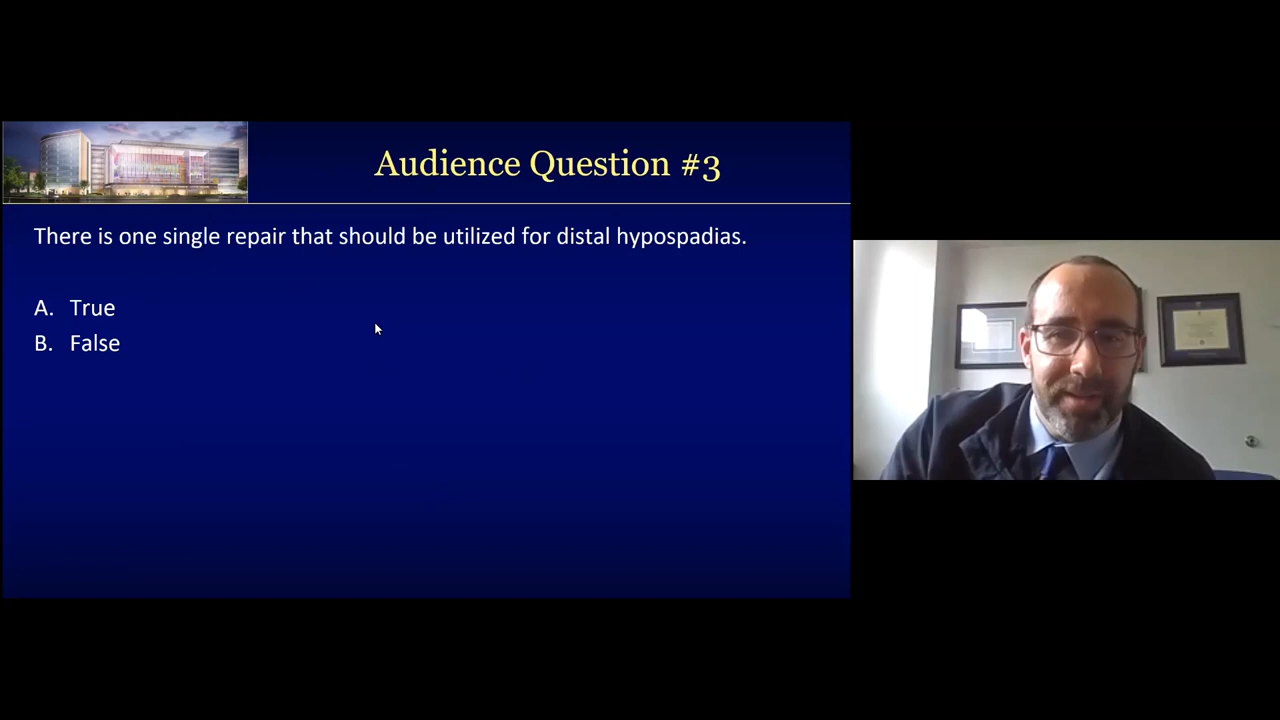 Audience Question #3
There is one single repair that should be utilized for distal hypospadias.
A. True
B. False